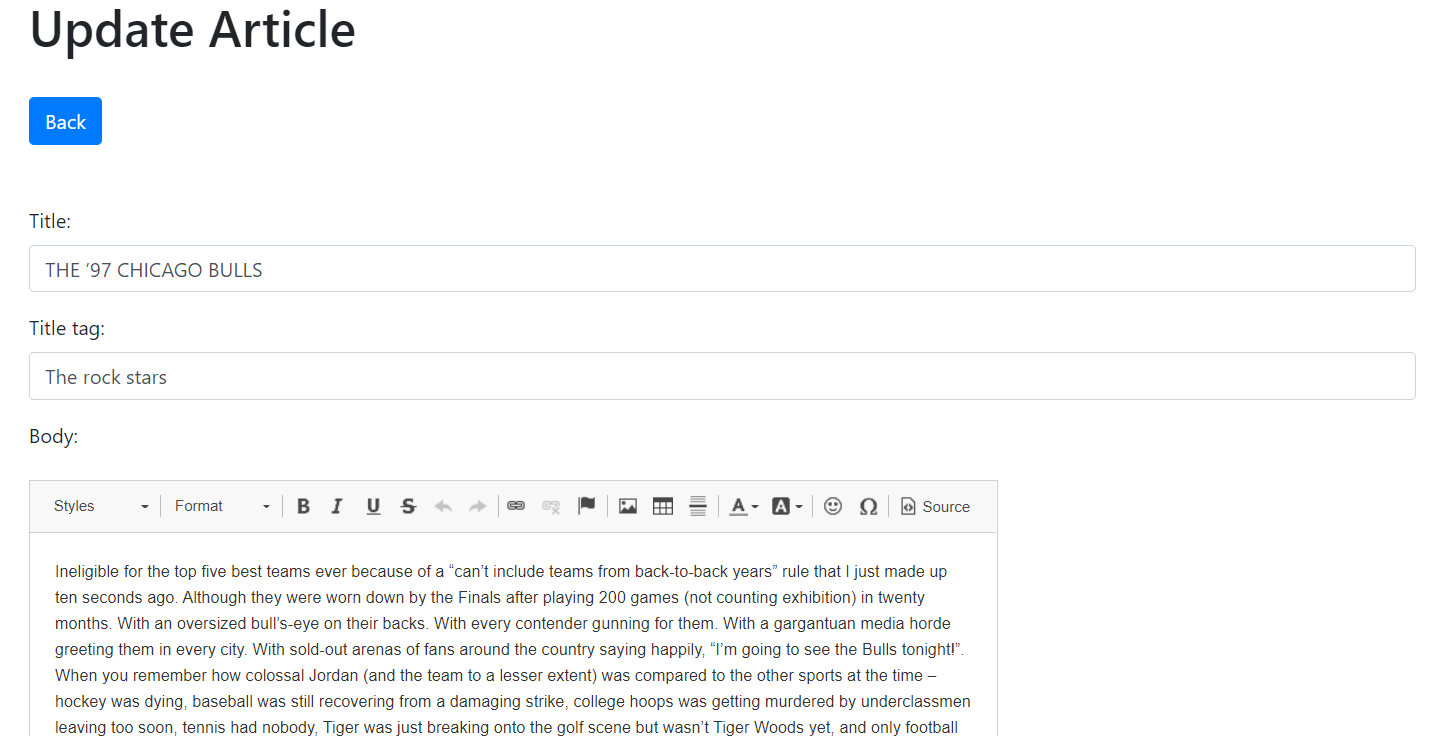 Update Article
Back
Title:
THE ’97 CHICAGO BULLS
Title tag:
The rock stars
Body:
Styles Format B I U S A A Ω Source
Ineligible for the top five best teams ever because of a “can’t include teams from back-to-back years” rule that I just made up
ten seconds ago. Although they were worn down by the Finals after playing 200 games (not counting exhibition) in twenty
months. With an oversized bull’s-eye on their backs. With every contender gunning for them. With a gargantuan media horde
greeting them in every city. With sold-out arenas of fans around the country saying happily, “I’m going to see the Bulls tonight!”.
When you remember how colossal Jordan (and the team to a lesser extent) was compared to the other sports at the time –
hockey was dying, baseball was still recovering from a damaging strike, college hoops was getting murdered by underclassmen
leaving too soon, tennis had nobody, Tiger was just breaking onto the golf scene but wasn’t Tiger Woods yet, and only football